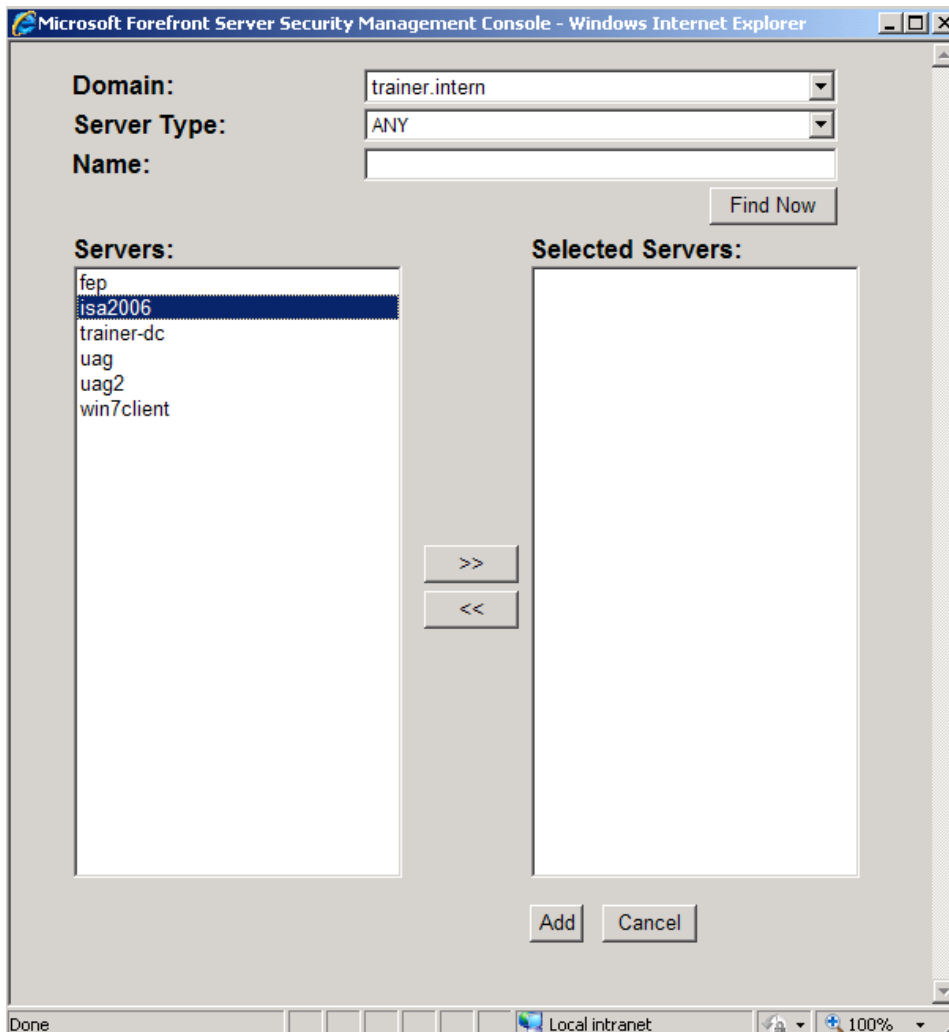 Microsoft Forefront Server Security Management Console - Windows Internet Explorer
Domain:
trainer.intern
Server Type:
ANY
Name:
Find Now
Servers:
Selected Servers:
fep
isa2006
trainer-dc
uag
uag2
win7client
>>
<<
Add
Cancel
Done
Local intranet
100%